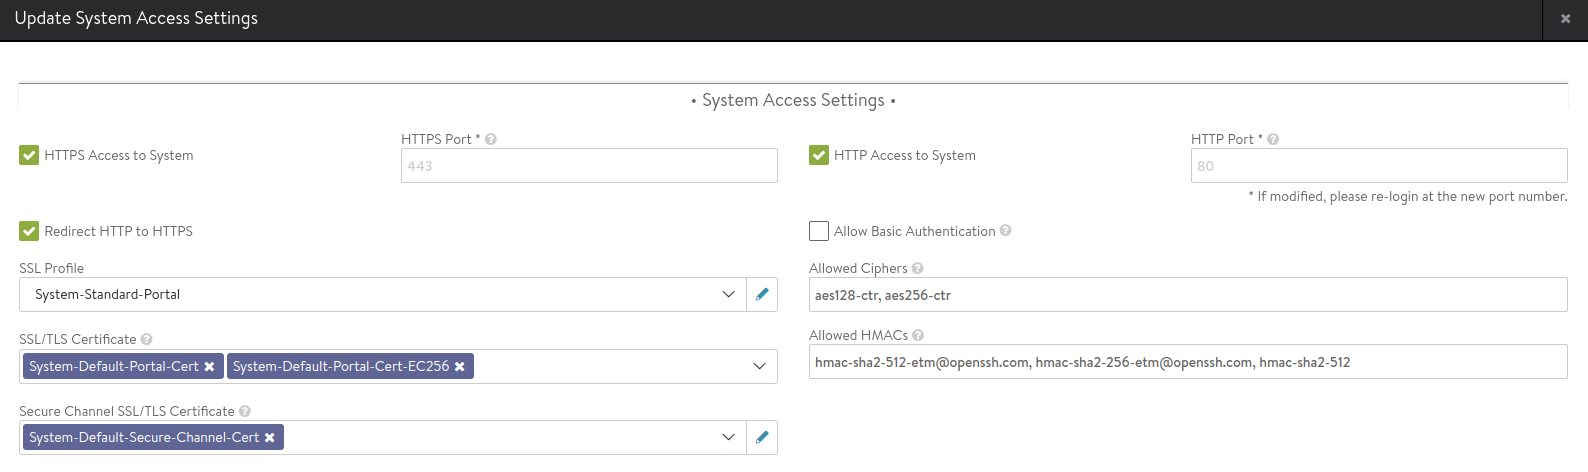 Update System Access Settings
• System Access Settings •
HTTPS Access to System
HTTPS Port *
443
HTTP Access to System
HTTP Port *
80
* If modified, please re-login at the new port number.
Redirect HTTP to HTTPS
Allow Basic Authentication
SSL Profile
System-Standard-Portal
Allowed Ciphers
aes128-ctr, aes256-ctr
SSL/TLS Certificate
System-Default-Portal-Cert
System-Default-Portal-Cert-EC256
Allowed HMACs
hmac-sha2-512-etm@openssh.com, hmac-sha2-256-etm@openssh.com, hmac-sha2-512
Secure Channel SSL/TLS Certificate
System-Default-Secure-Channel-Cert